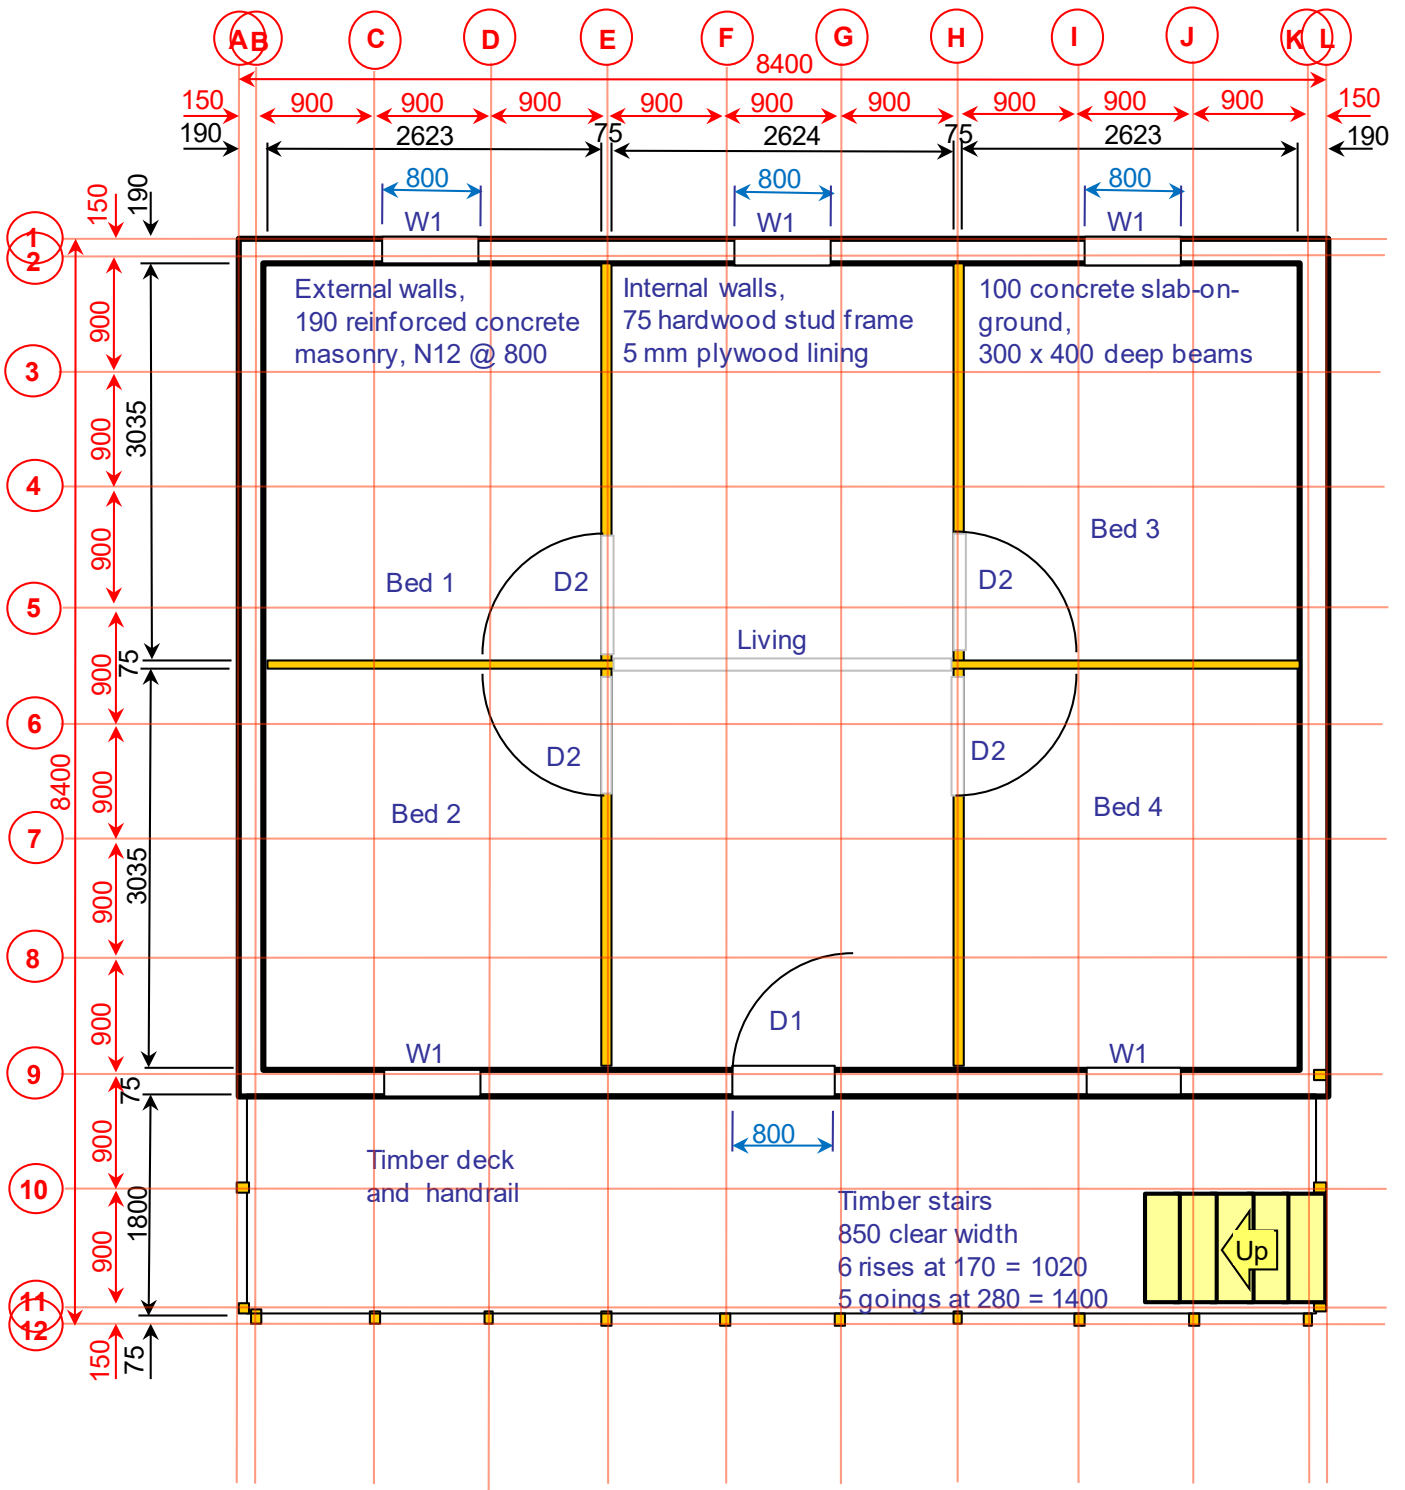 A B C D E F G H I J K L
8400
150 900 900 900 900 900 900 900 900 900 150
190 2623 75 2624 75 2623 190
800 800 800
W1 W1 W1
150 190
1
2
External walls,
190 reinforced concrete
masonry, N12 @ 800
Internal walls,
75 hardwood stud frame
5 mm plywood lining
100 concrete slab-on-
ground,
300 x 400 deep beams
900
3
900 3035
4
Bed 3
900
Bed 1 D2 D2
5
Living
900 75
6
D2 D2
8400 900
Bed 2 Bed 4
7
900 3035
8
900
D1
W1 W1
9
75
900
800
Timber deck
and handrail
10
Timber stairs
850 clear width
6 rises at 170 = 1020
5 goings at 280 = 1400
Up
900 1800
11
12
150 75